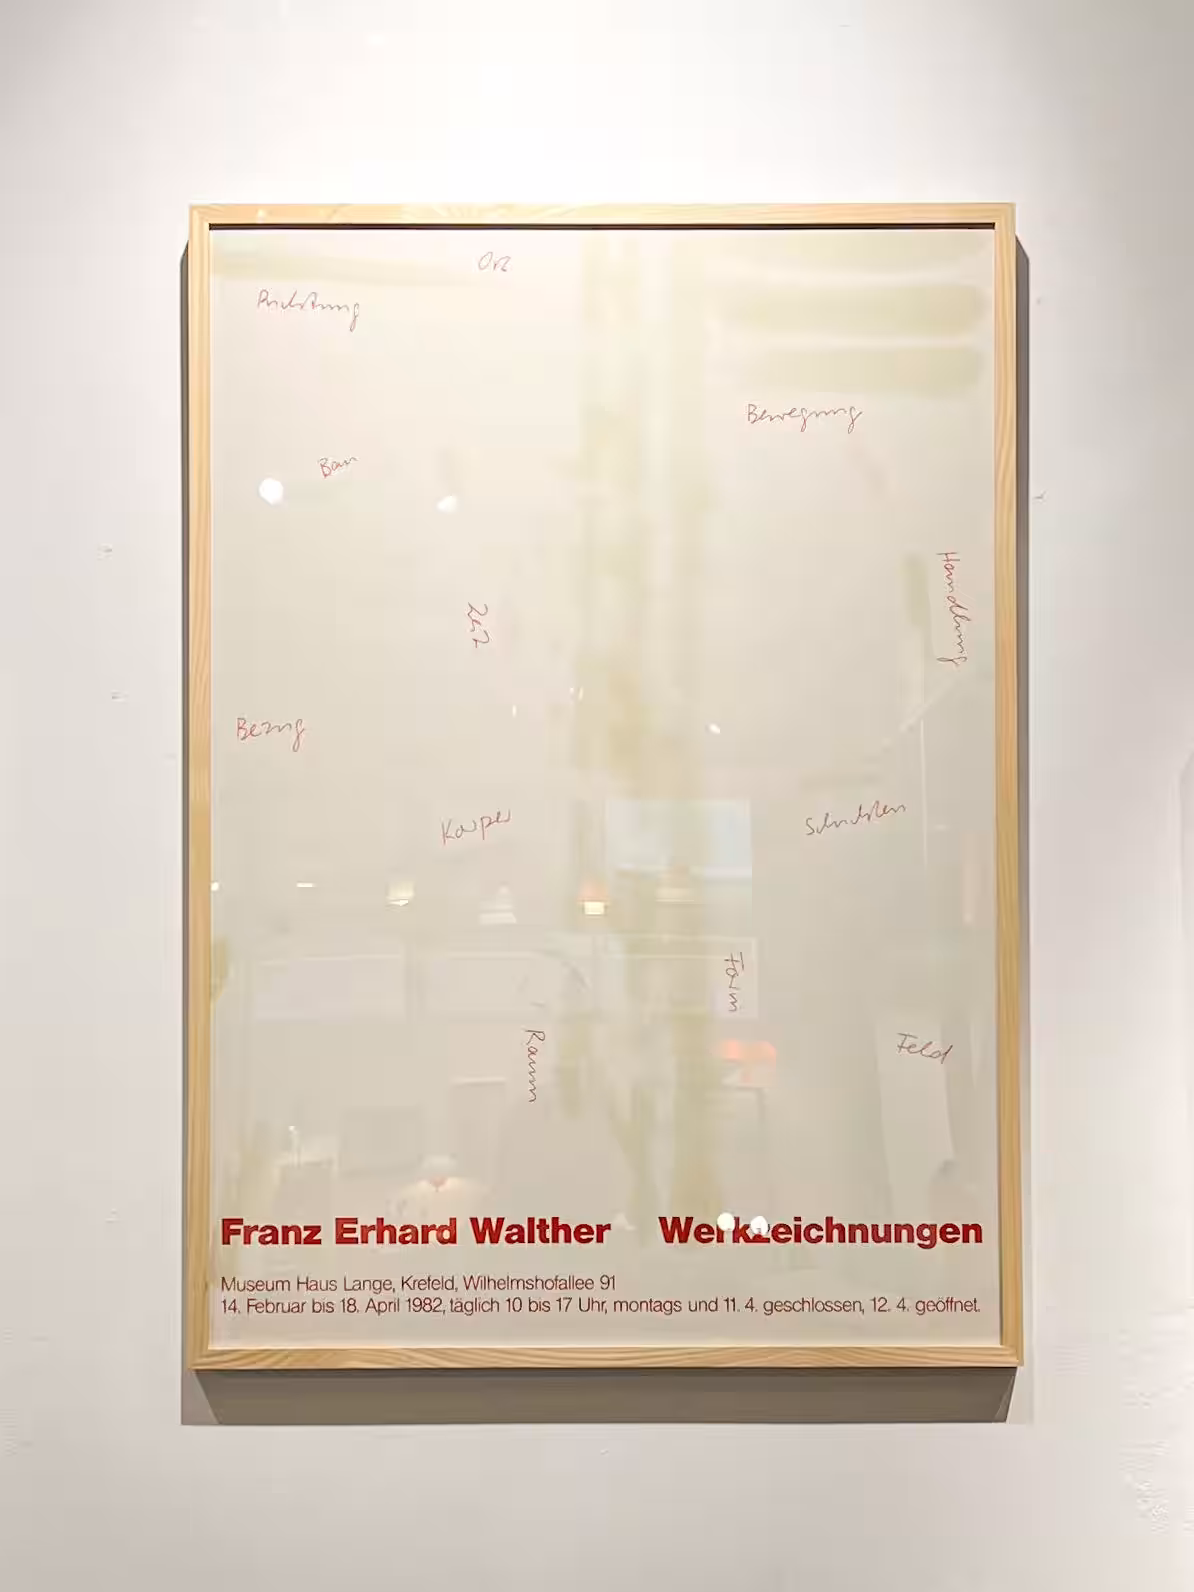 Ort
Richtung
Bewegung
Bau
Handlung
Zeit
Bezug
Körper
Schichten
Form
Raum
Feld
Franz Erhard Walther Werkzeichnungen
Museum Haus Lange, Krefeld, Wilhelmshofallee 91
14. Februar bis 18. April 1982, täglich 10 bis 17 Uhr, montags und 11. 4. geschlossen, 12. 4. geöffnet.